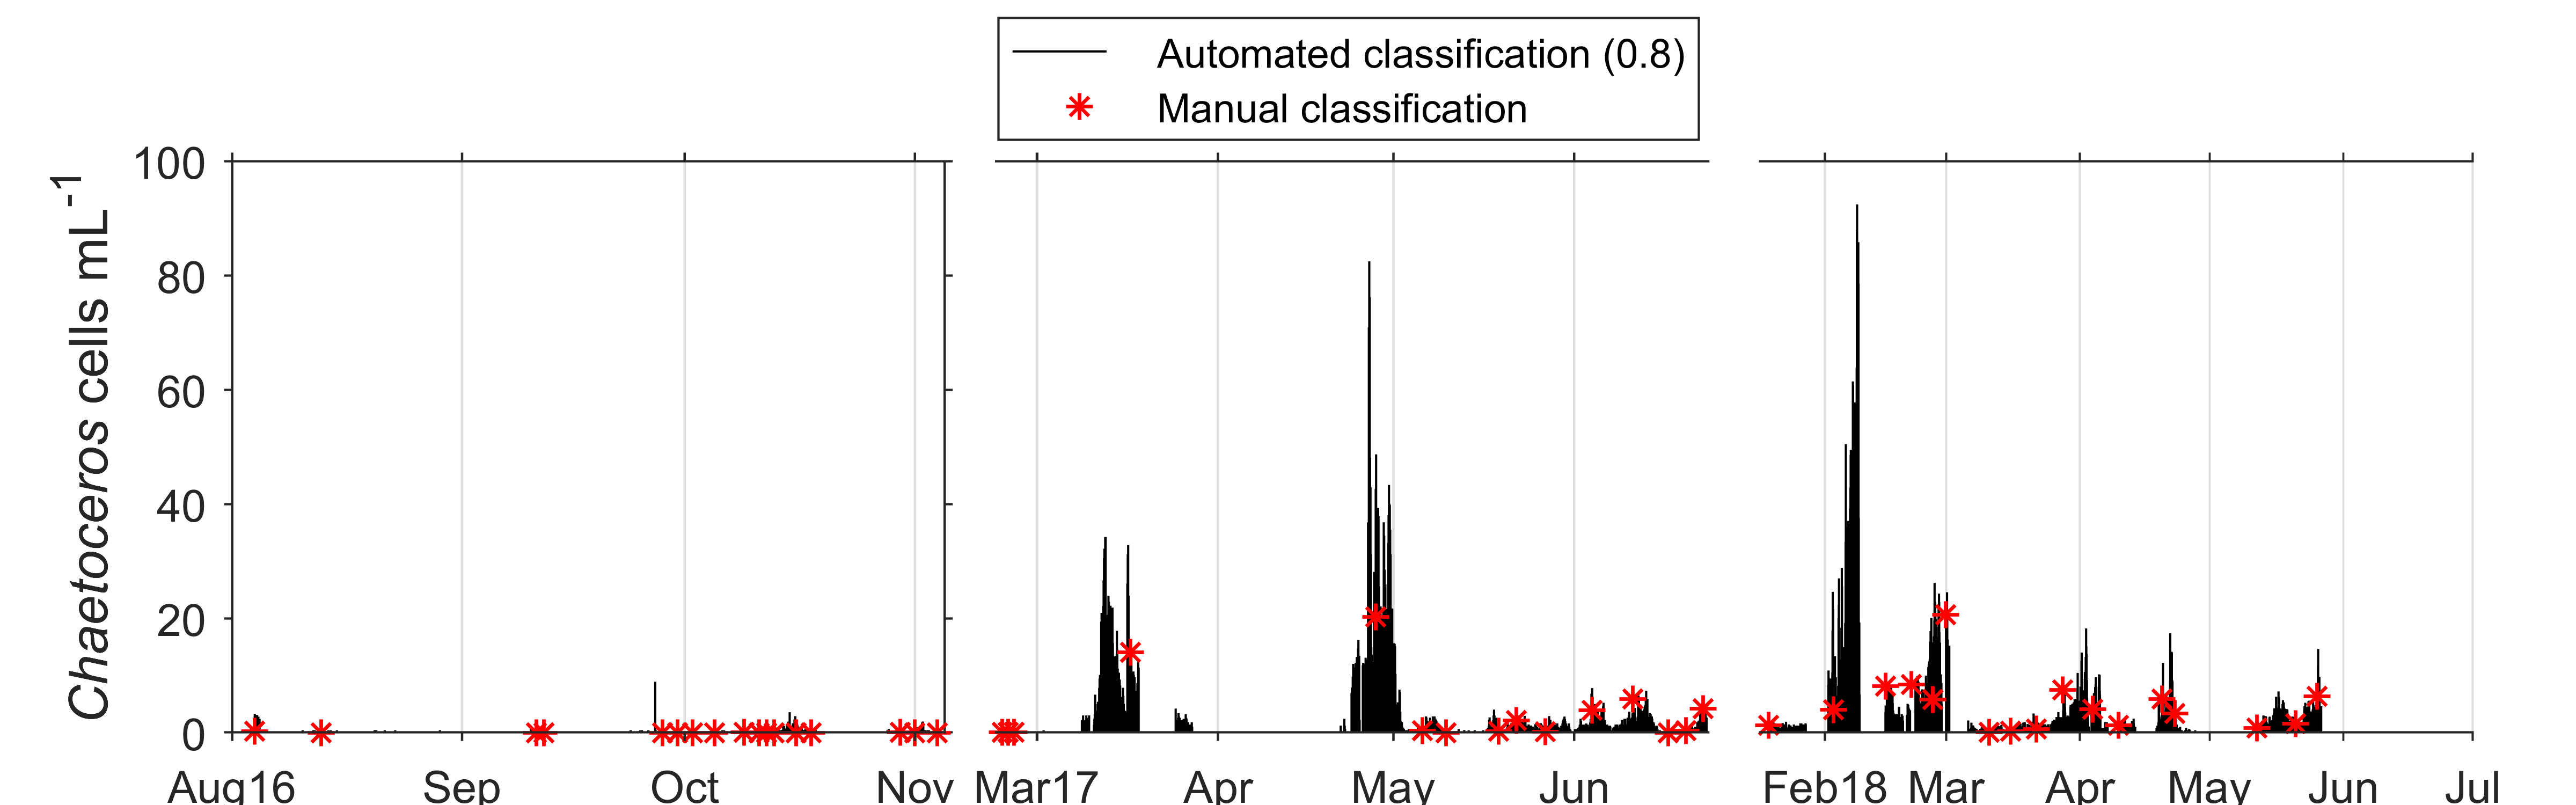 Automated classification (0.8)
Manual classification
Chaetoceros cells mL-1
100
80
60
40
20
0
Aug16 Sep Oct Nov Mar17 Apr May Jun Feb18 Mar Apr May Jun Jul